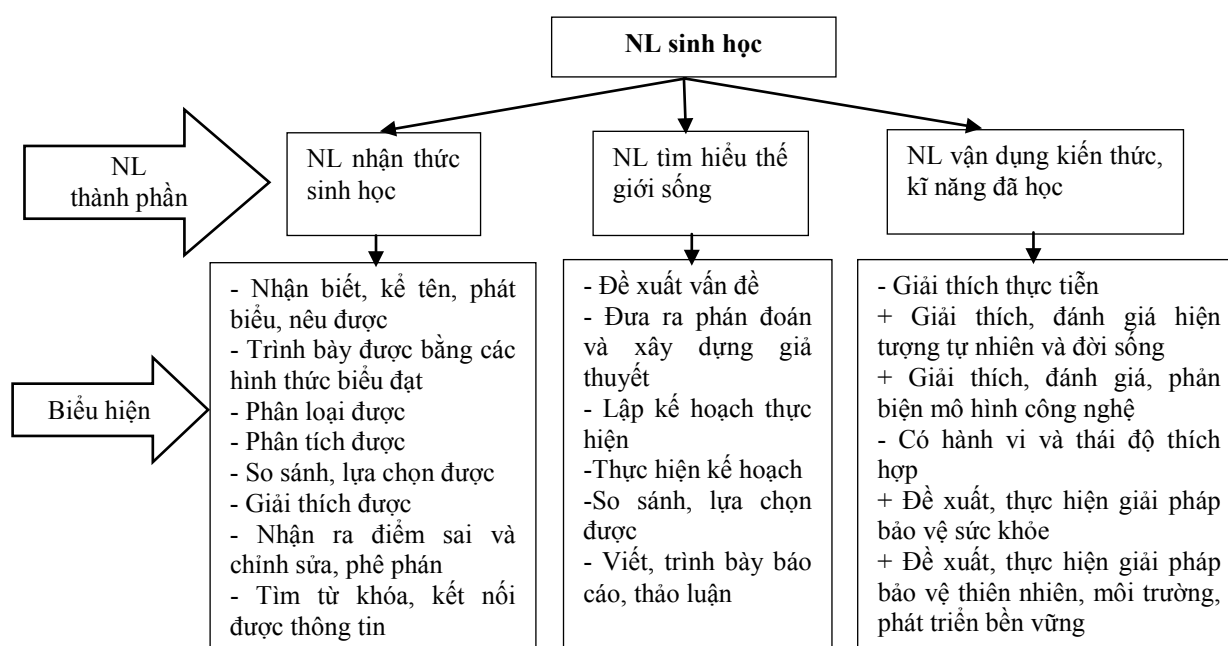 NL sinh học
NL
thành phần
NL nhận thức
sinh học
NL tìm hiểu thế
giới sống
NL vận dụng kiến thức,
kĩ năng đã học
Biểu hiện
- Nhận biết, kể tên, phát
biểu, nêu được
- Trình bày được bằng các
hình thức biểu đạt
- Phân loại được
- Phân tích được
- So sánh, lựa chọn được
- Giải thích được
- Nhận ra điểm sai và
chỉnh sửa, phê phán
- Tìm từ khóa, kết nối
được thông tin
- Đề xuất vấn đề
- Đưa ra phán đoán
và xây dựng giả
thuyết
- Lập kế hoạch thực
hiện
-Thực hiện kế hoạch
-So sánh, lựa chọn
được
- Viết, trình bày báo
cáo, thảo luận
- Giải thích thực tiễn
+ Giải thích, đánh giá hiện
tượng tự nhiên và đời sống
+ Giải thích, đánh giá, phản
biện mô hình công nghệ
- Có hành vi và thái độ thích
hợp
+ Đề xuất, thực hiện giải pháp
bảo vệ sức khỏe
+ Đề xuất, thực hiện giải pháp
bảo vệ thiên nhiên, môi trường,
phát triển bền vững